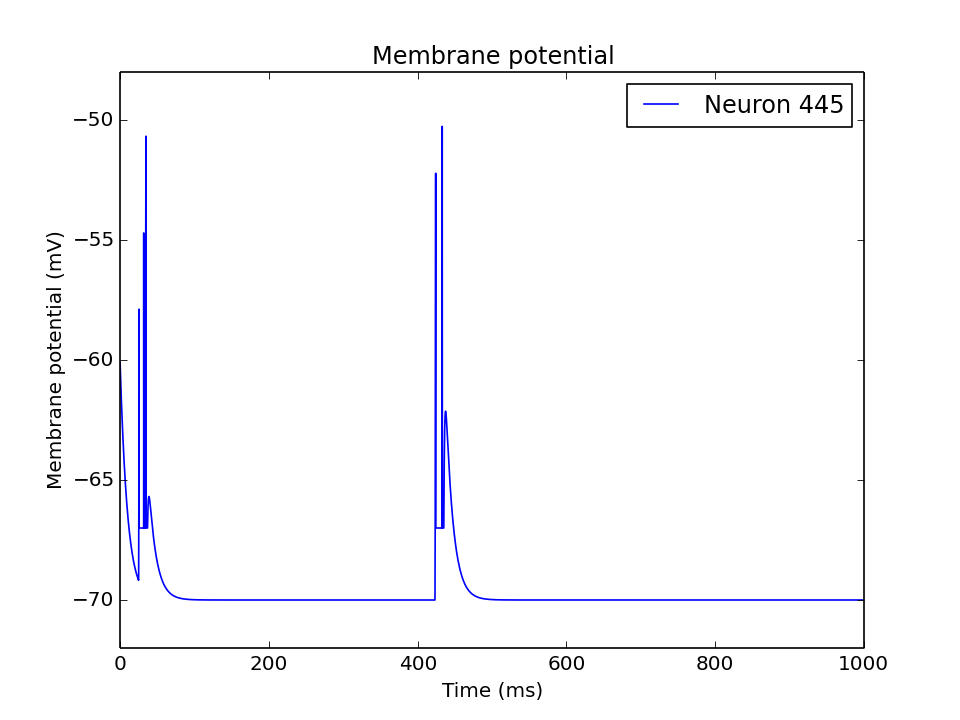 Membrane potential
Neuron 445
−50
−55
−60
−65
−70
Membrane potential (mV)
0 200 400 600 800 1000
Time (ms)